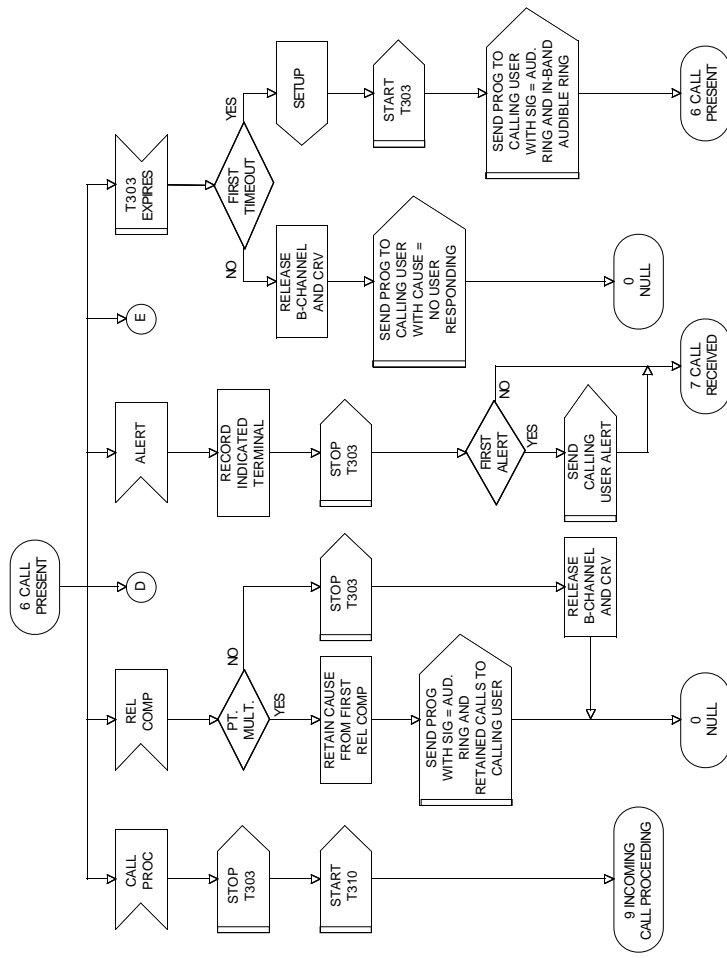 6 CALL
PRESENT
CALL
PROC
STOP
T303
START
T310
9 INCOMING
CALL PROCEEDING
REL
COMP
PT.
MULT.
NO
YES
RETAIN CAUSE
FROM FIRST
REL COMP
SEND PROG
WITH SIG = AUD.
RING AND
RETAINED CALLS TO
CALLING USER
STOP
T303
RELEASE
B-CHANNEL
AND CRV
0
NULL
D
ALERT
RECORD
INDICATED
TERMINAL
STOP
T303
FIRST
ALERT
NO
YES
SEND
CALLING
USER ALERT
7 CALL
RECEIVED
E
T303
EXPIRES
FIRST
TIMEOUT
NO
YES
RELEASE
B-CHANNEL
AND CRV
SEND PROG TO
CALLING USER
WITH CAUSE =
NO USER
RESPONDING
0
NULL
SETUP
START
T303
SEND PROG TO
CALLING USER
WITH SIG = AUD.
RING AND IN-BAND
AUDIBLE RING
6 CALL
PRESENT